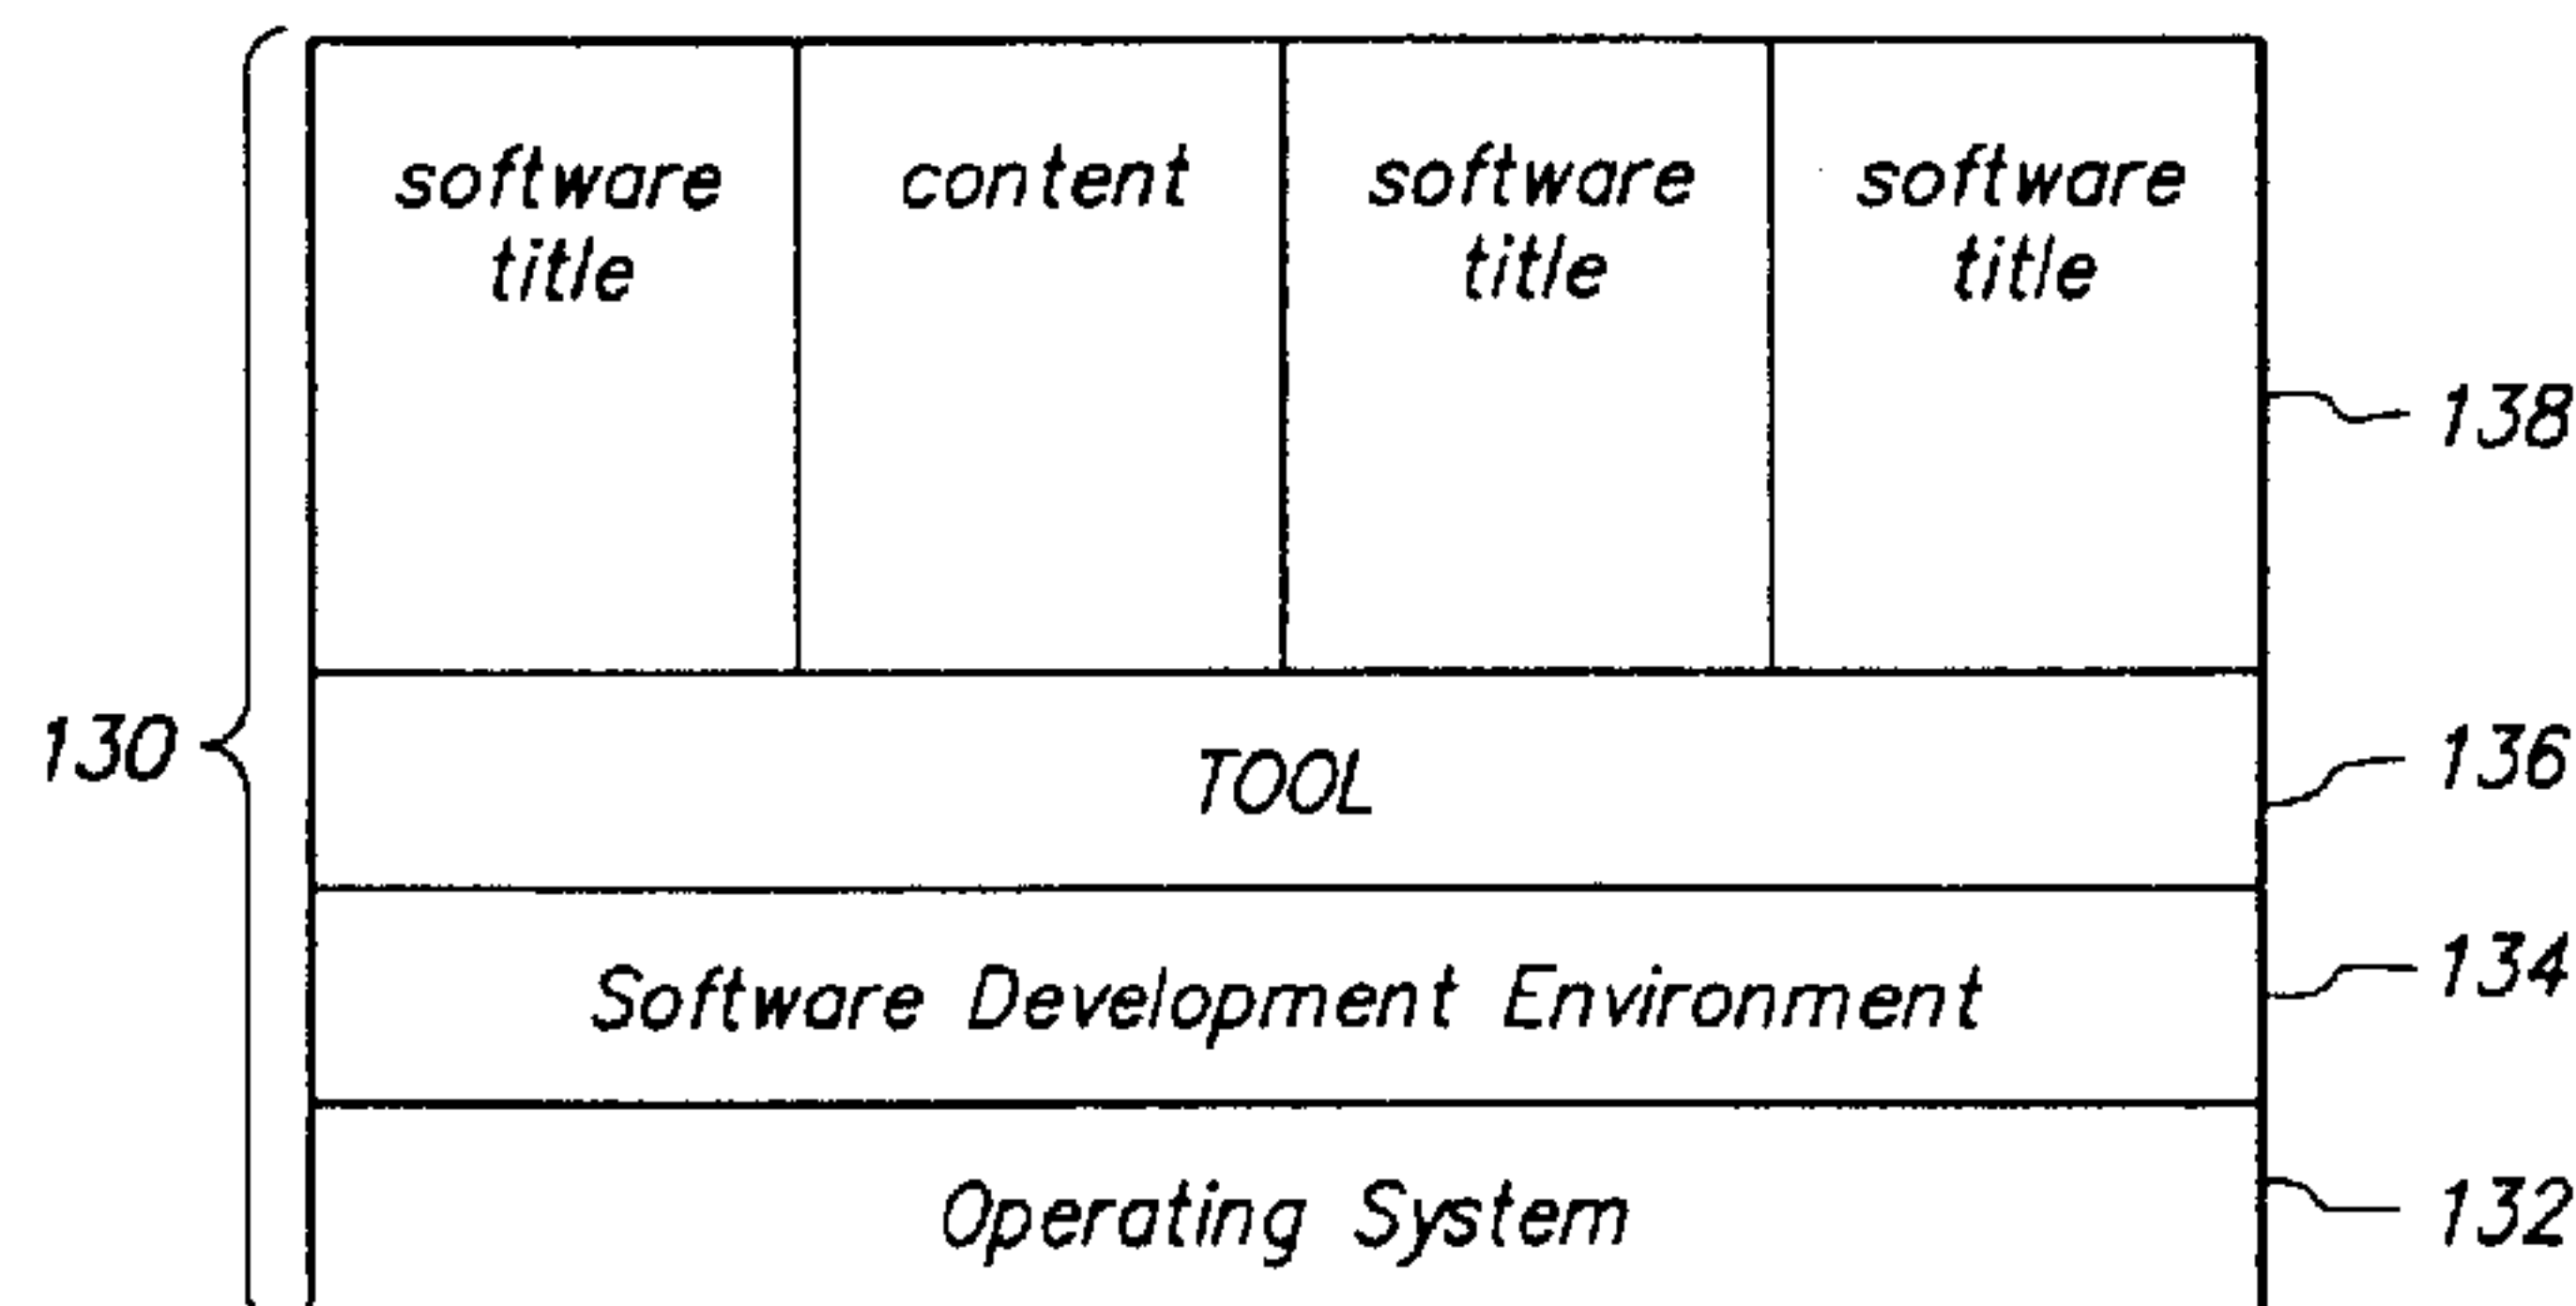 software
title
content
software
title
software
title
138
130
TOOL
136
Software Development Environment
134
Operating System
132